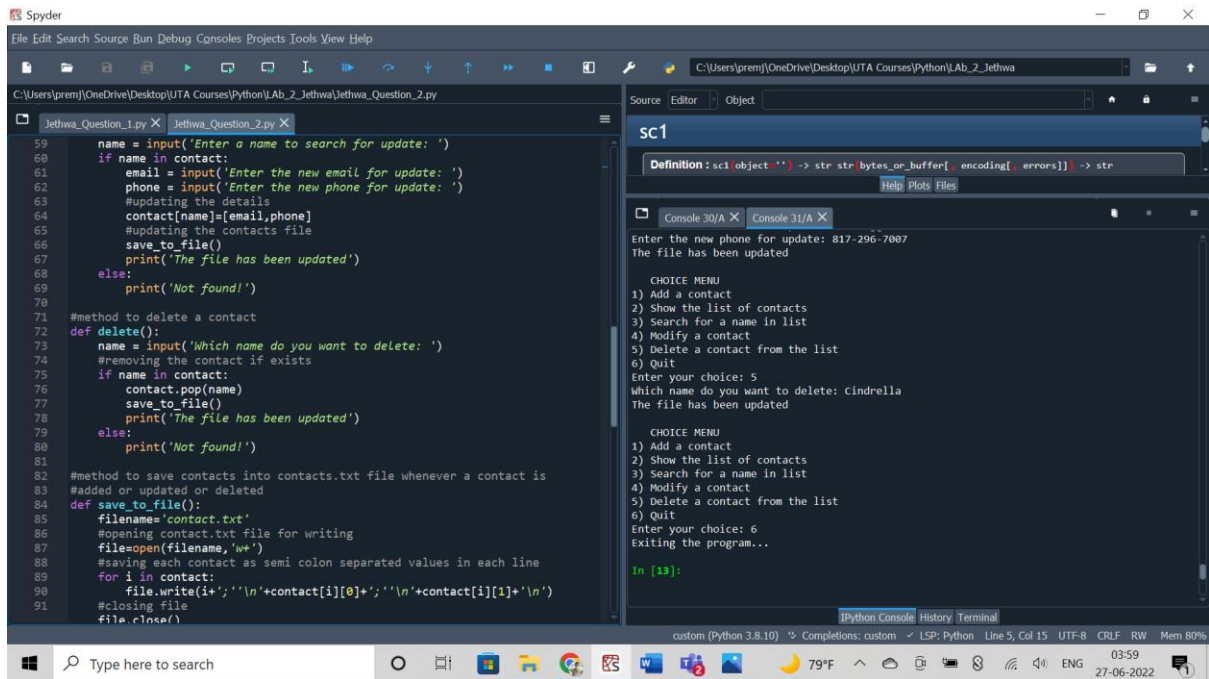 Spyder
File Edit Search Source Run Debug Consoles Projects Tools View Help
C:\Users\premj\OneDrive\Desktop\UTA Courses\Python\LAb_2_Jethwa
C:\Users\premj\OneDrive\Desktop\UTA Courses\Python\LAb_2_Jethwa\Jethwa_Question_2.py
Jethwa_Question_1.py Jethwa_Question_2.py
59 name = input('Enter a name to search for update: ')
60 if name in contact:
61 email = input('Enter the new email for update: ')
62 phone = input('Enter the new phone for update: ')
63 #updating the details
64 contact[name]=[email,phone]
65 #updating the contacts file
66 save_to_file()
67 print('The file has been updated')
68 else:
69 print('Not found!')
70
71 #method to delete a contact
72 def delete():
73 name = input('Which name do you want to delete: ')
74 #removing the contact if exists
75 if name in contact:
76 contact.pop(name)
77 save_to_file()
78 print('The file has been updated')
79 else:
80 print('Not found!')
81
82 #method to save contacts into contacts.txt file whenever a contact is
83 #added or updated or deleted
84 def save_to_file():
85 filename='contact.txt'
86 #opening contact.txt file for writing
87 file=open(filename,'w+')
88 #saving each contact as semi colon separated values in each line
89 for i in contact:
90 file.write(i+';''\n'+contact[i][0]+';''\n'+contact[i][1]+'\n')
91 #closing file
file.close()
Source Editor Object
sc1
Definition : sc1(object='') -> str str(bytes_or_buffer[, encoding[, errors]]) -> str
Help Plots Files
Console 30/A Console 31/A
Enter the new phone for update: 817-296-7007
The file has been updated
CHOICE MENU
1) Add a contact
2) Show the list of contacts
3) Search for a name in list
4) Modify a contact
5) Delete a contact from the list
6) Quit
Enter your choice: 5
Which name do you want to delete: Cindrella
The file has been updated
CHOICE MENU
1) Add a contact
2) Show the list of contacts
3) Search for a name in list
4) Modify a contact
5) Delete a contact from the list
6) Quit
Enter your choice: 6
Exiting the program...
In [13]:
IPython Console History Terminal
custom (Python 3.8.10) Completions: custom LSP: Python Line 5, Col 15 UTF-8 CRLF RW Mem 80%
Type here to search
2
79°F
ENG
03:59
27-06-2022
1